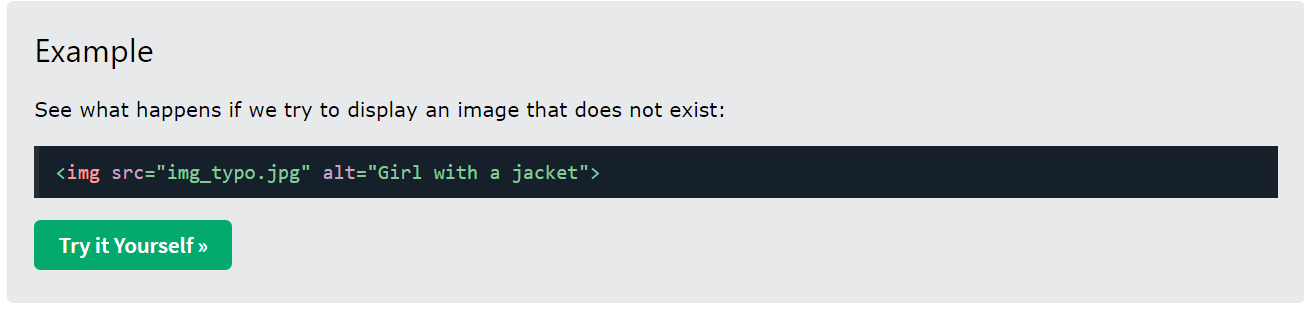 Example
See what happens if we try to display an image that does not exist:
<img src="img_typo.jpg" alt="Girl with a jacket">
Try it Yourself »